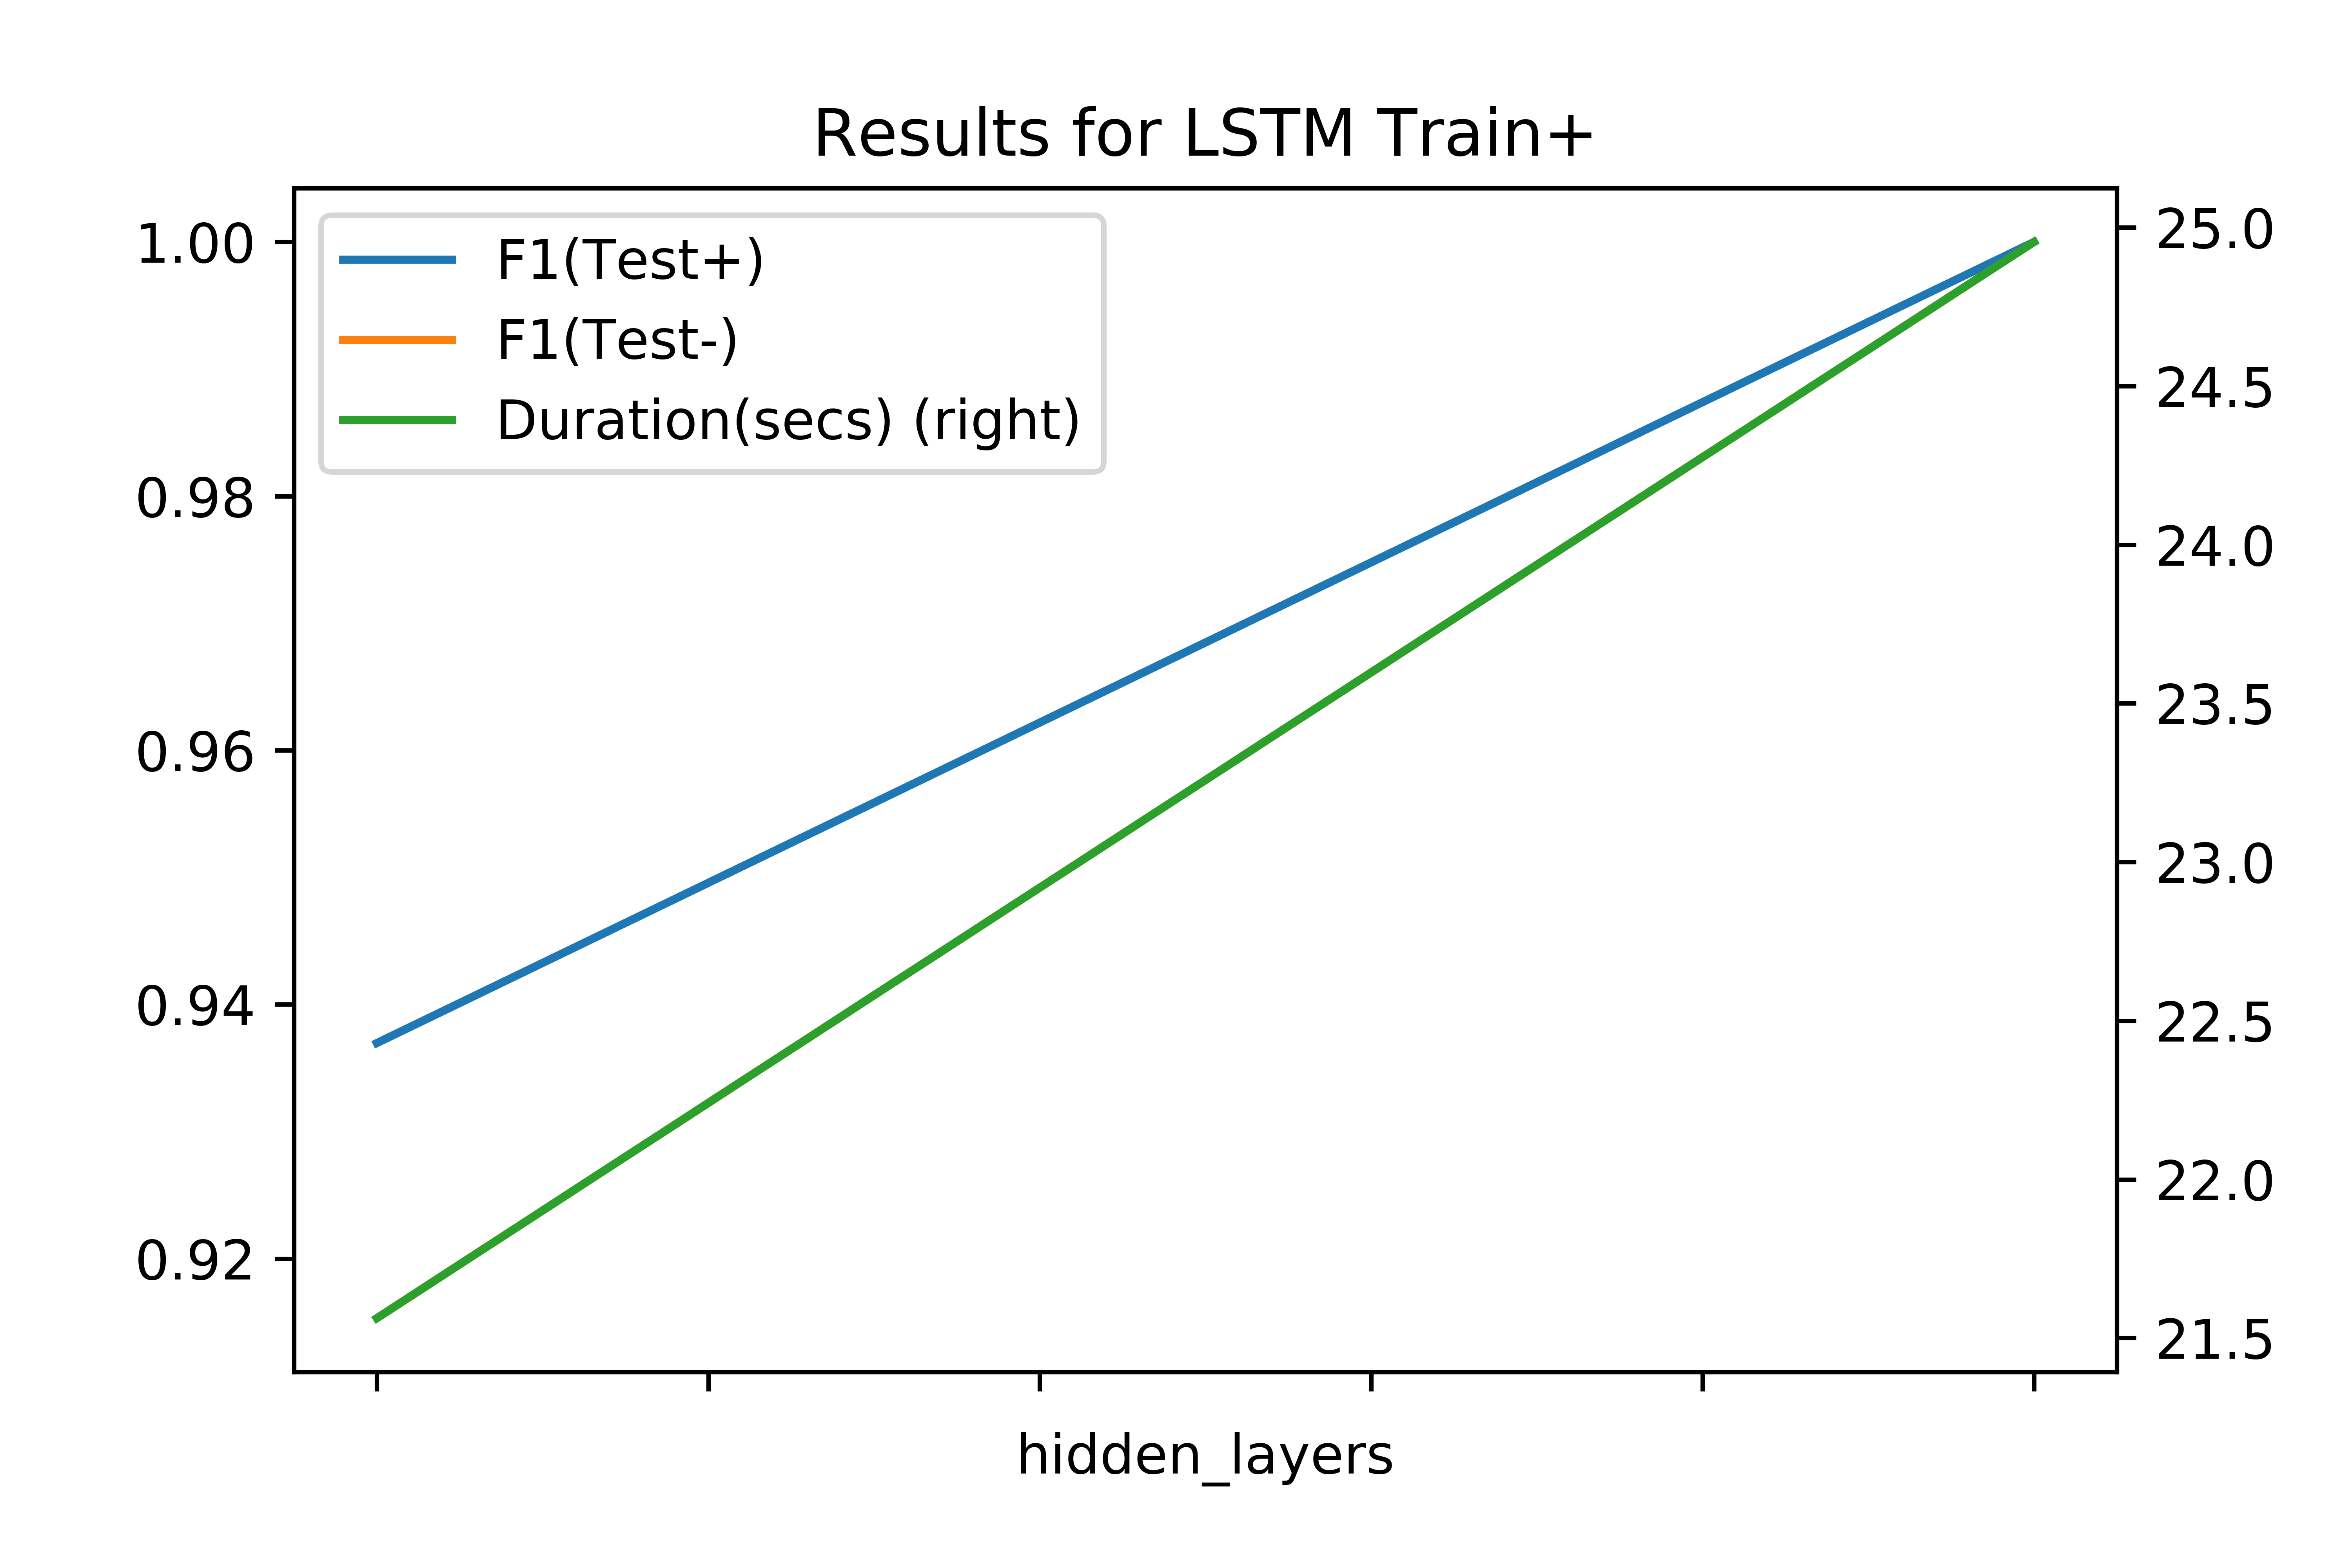 Results for LSTM Train+
F1(Test+)
F1(Test-)
Duration(secs) (right)
1.00
0.98
0.96
0.94
0.92
25.0
24.5
24.0
23.5
23.0
22.5
22.0
21.5
hidden_layers